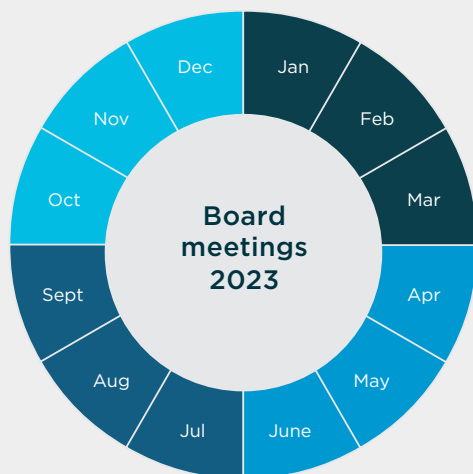 Board
meetings
2023
Jan
Feb
Mar
Apr
May
June
Jul
Aug
Sept
Oct
Nov
Dec